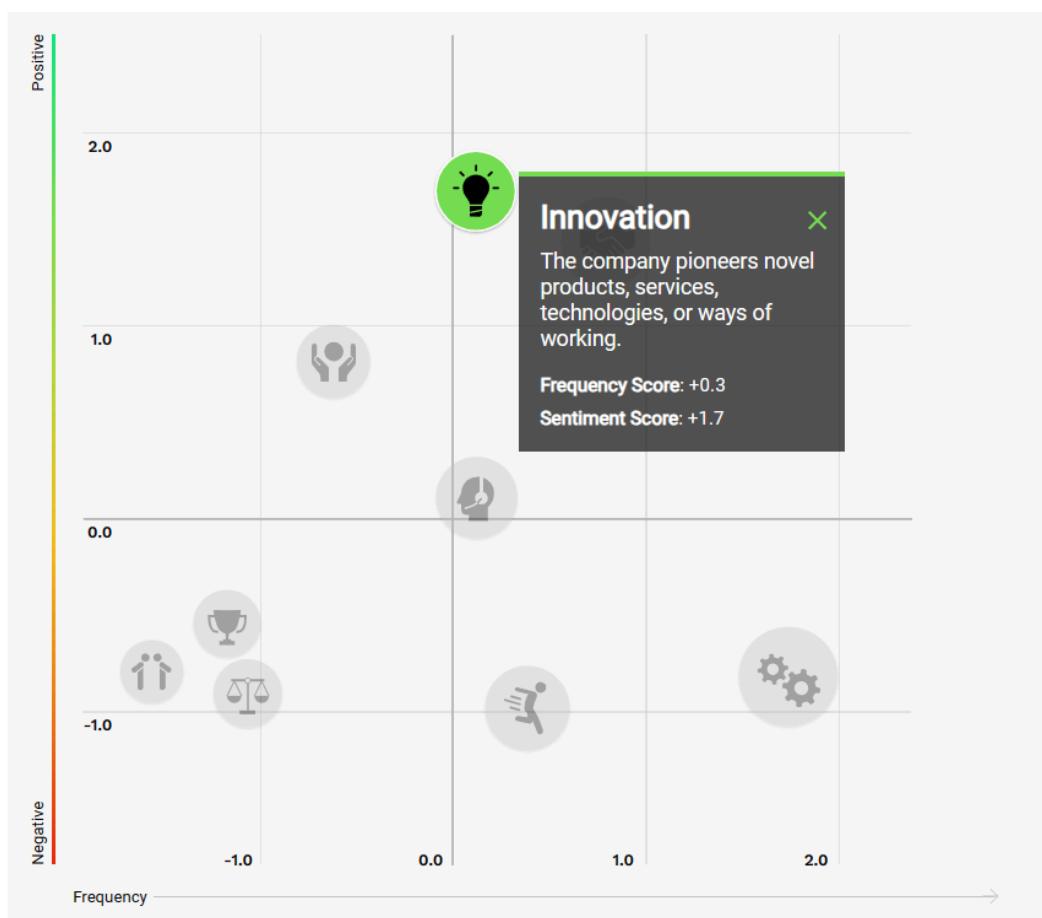 Positive
2.0
Innovation
The company pioneers novel
products, services,
technologies, or ways of
working.
Frequency Score: +0.3
Sentiment Score: +1.7
1.0
0.0
-1.0
Negative
-1.0 0.0 1.0 2.0
Frequency